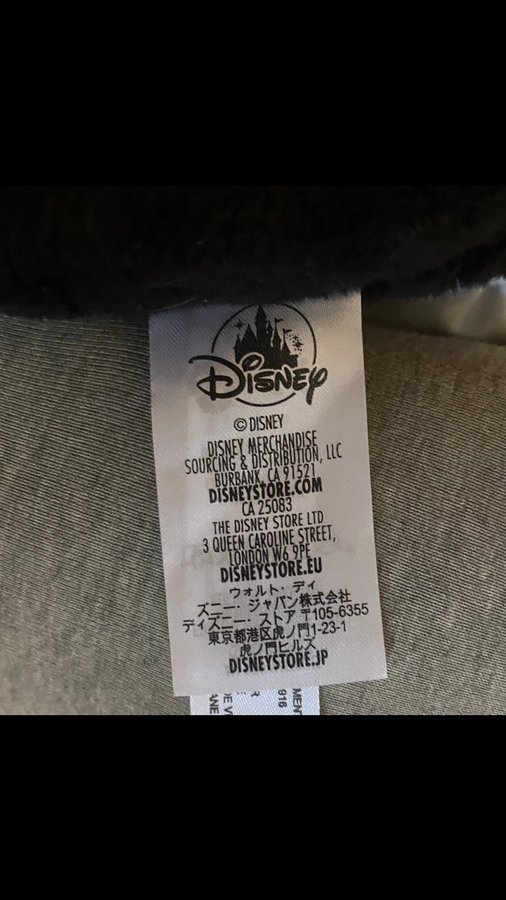 DISNEY
© DISNEY
DISNEY MERCHANDISE
SOURCING & DISTRIBUTION, LLC
BURBANK, CA 91521
DISNEYSTORE.COM
CA 25083
THE DISNEY STORE LTD
3 QUEEN CAROLINE STREET,
LONDON W6 9PE
DISNEYSTORE.EU
ウォルト・ディ
ズニー・ジャパン株式会社
ディズニー・ストア 〒105-6355
東京都港区虎ノ門1-23-1
虎ノ門ヒルズ
DISNEYSTORE.JP
916